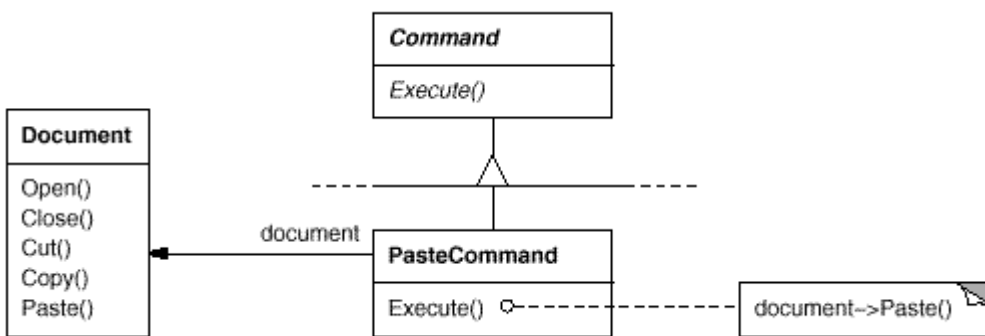 Command
Execute()
Document
Open()
Close()
Cut()
Copy()
Paste()
document
PasteCommand
Execute()
document–>Paste()